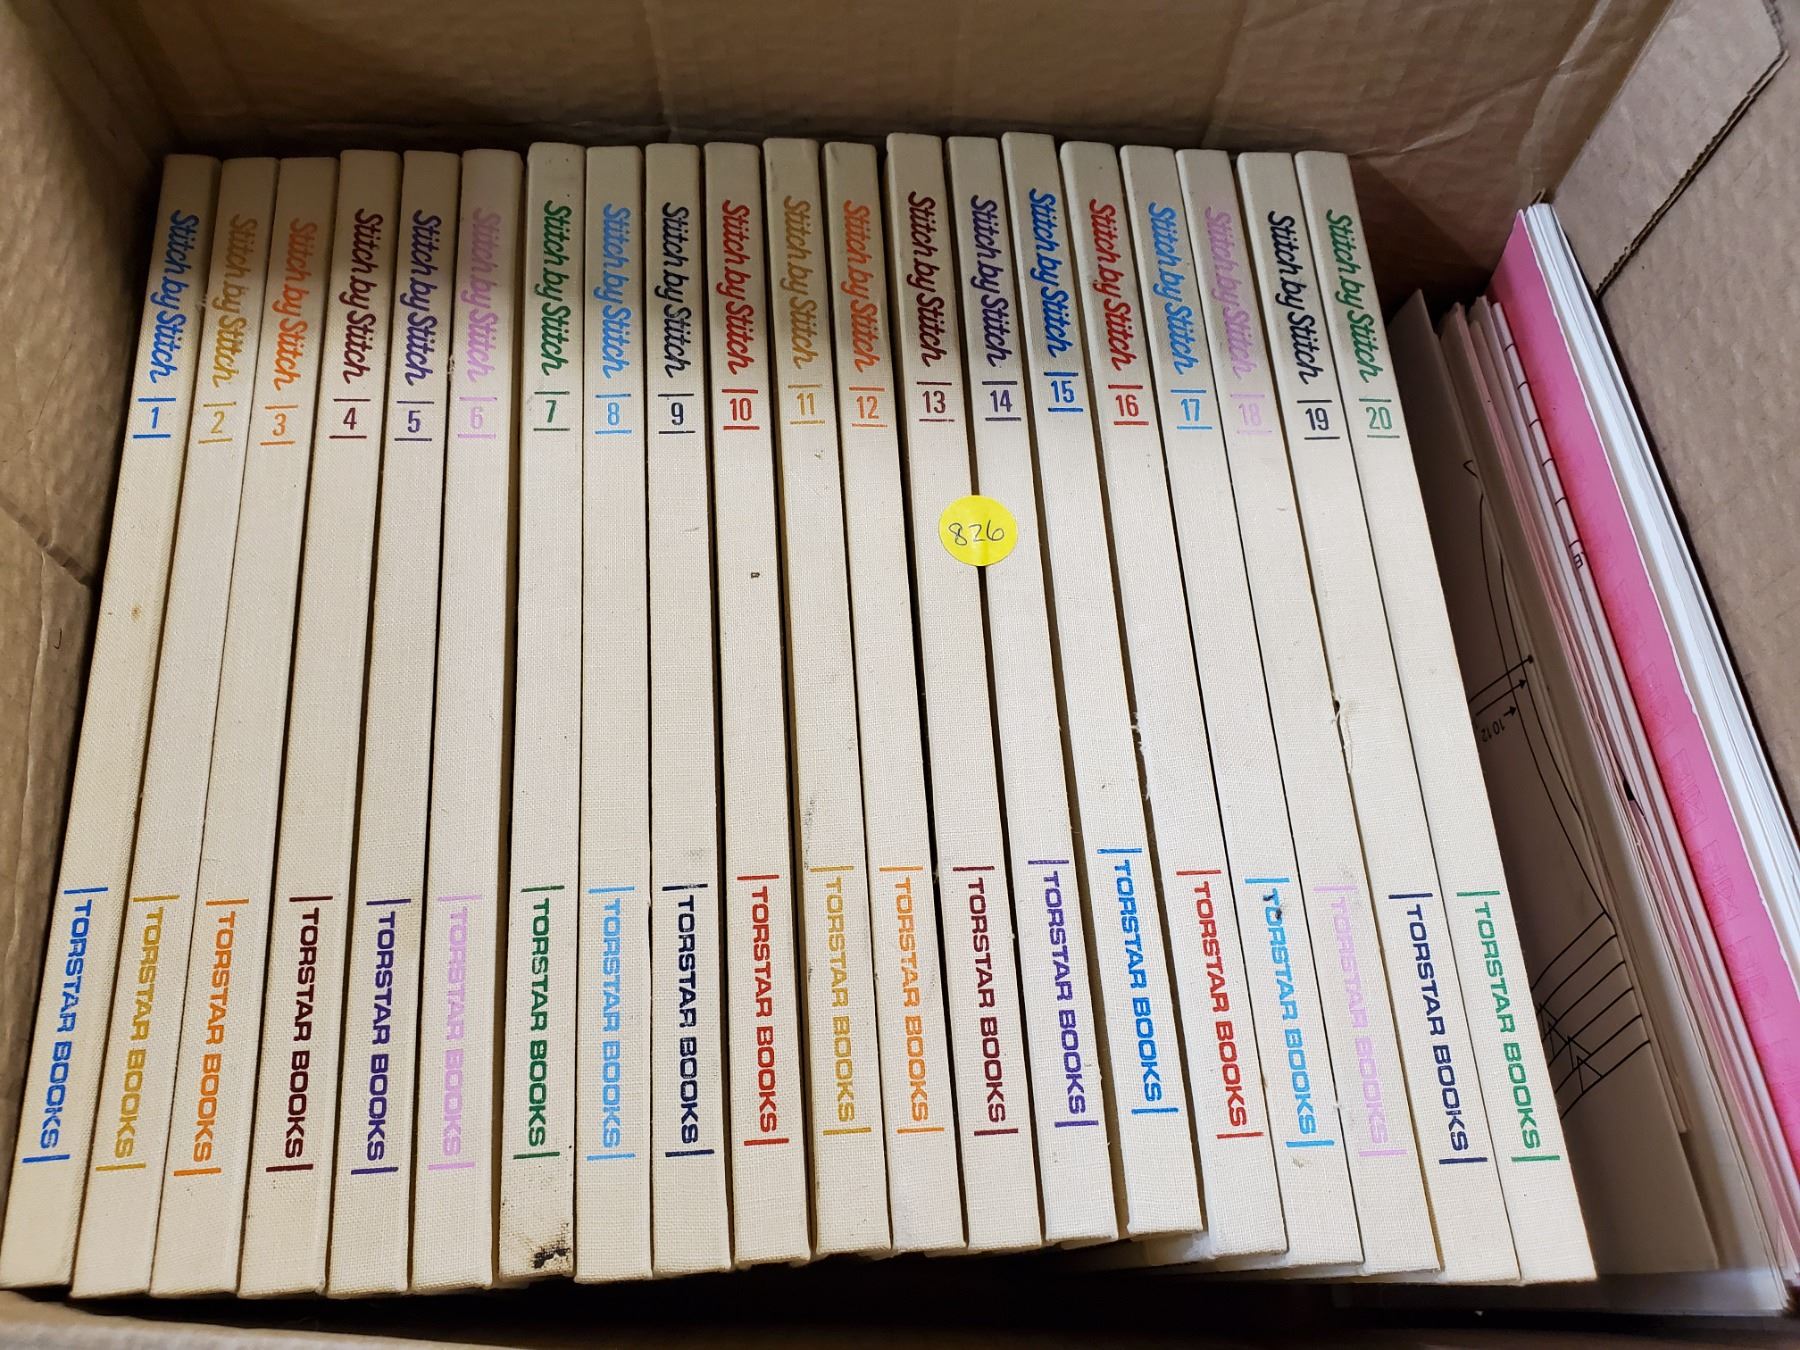 Stitch by Stitch 1 TORSTAR BOOKS
Stitch by Stitch 2 TORSTAR BOOKS
Stitch by Stitch 3 TORSTAR BOOKS
Stitch by Stitch 4 TORSTAR BOOKS
Stitch by Stitch 5 TORSTAR BOOKS
Stitch by Stitch 6 TORSTAR BOOKS
Stitch by Stitch 7 TORSTAR BOOKS
Stitch by Stitch 8 TORSTAR BOOKS
Stitch by Stitch 9 TORSTAR BOOKS
Stitch by Stitch 10 TORSTAR BOOKS
Stitch by Stitch 11 TORSTAR BOOKS
Stitch by Stitch 12 TORSTAR BOOKS
Stitch by Stitch 13 TORSTAR BOOKS
826
Stitch by Stitch 14 TORSTAR BOOKS
Stitch by Stitch 15 TORSTAR BOOKS
Stitch by Stitch 16 TORSTAR BOOKS
Stitch by Stitch 17 TORSTAR BOOKS
Stitch by Stitch 18 TORSTAR BOOKS
Stitch by Stitch 19 TORSTAR BOOKS
Stitch by Stitch 20 TORSTAR BOOKS
10 12